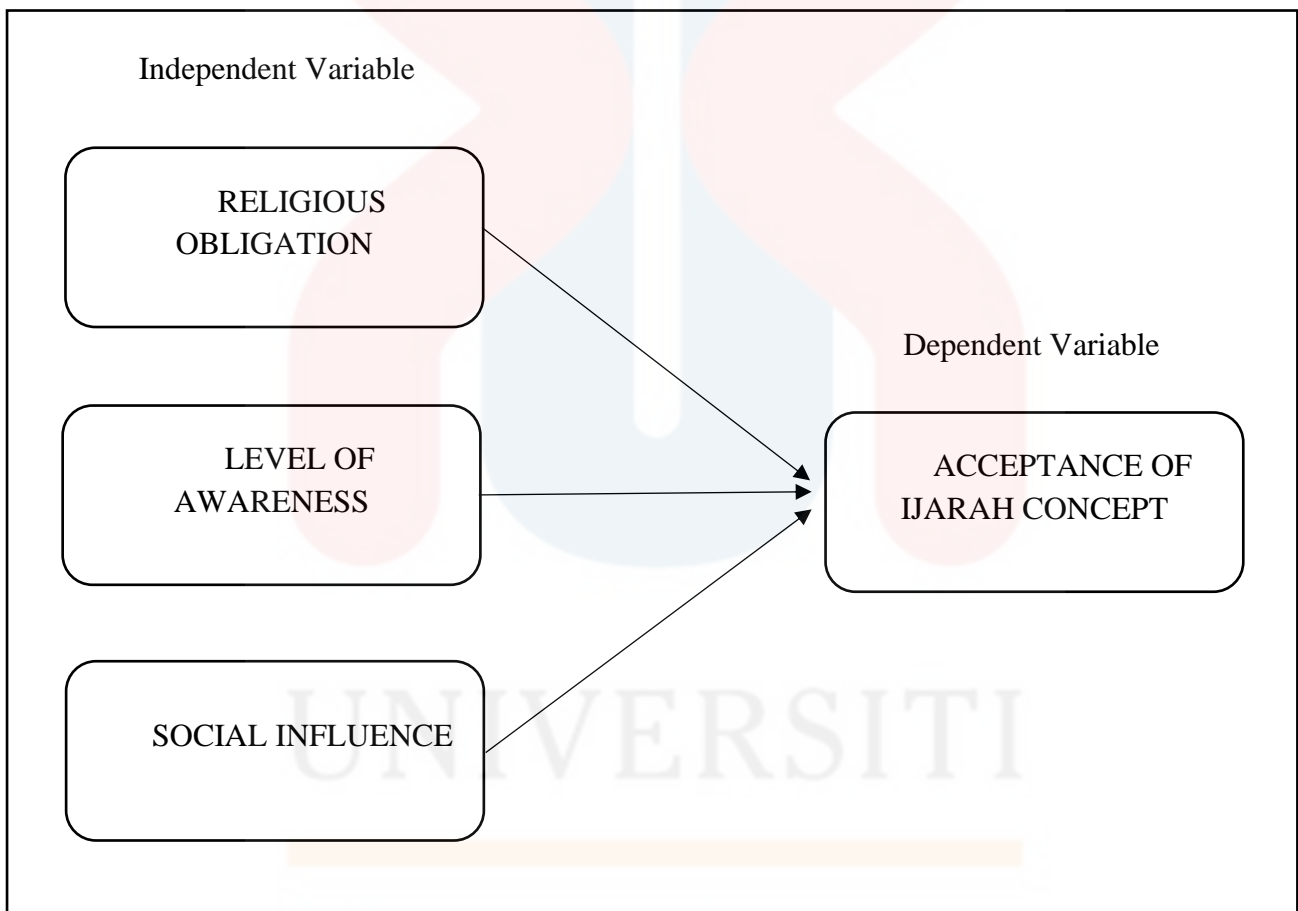 Independent Variable
RELIGIOUS
OBLIGATION
LEVEL OF
AWARENESS
SOCIAL INFLUENCE
Dependent Variable
ACCEPTANCE OF
IJARAH CONCEPT
UNIVERSITI